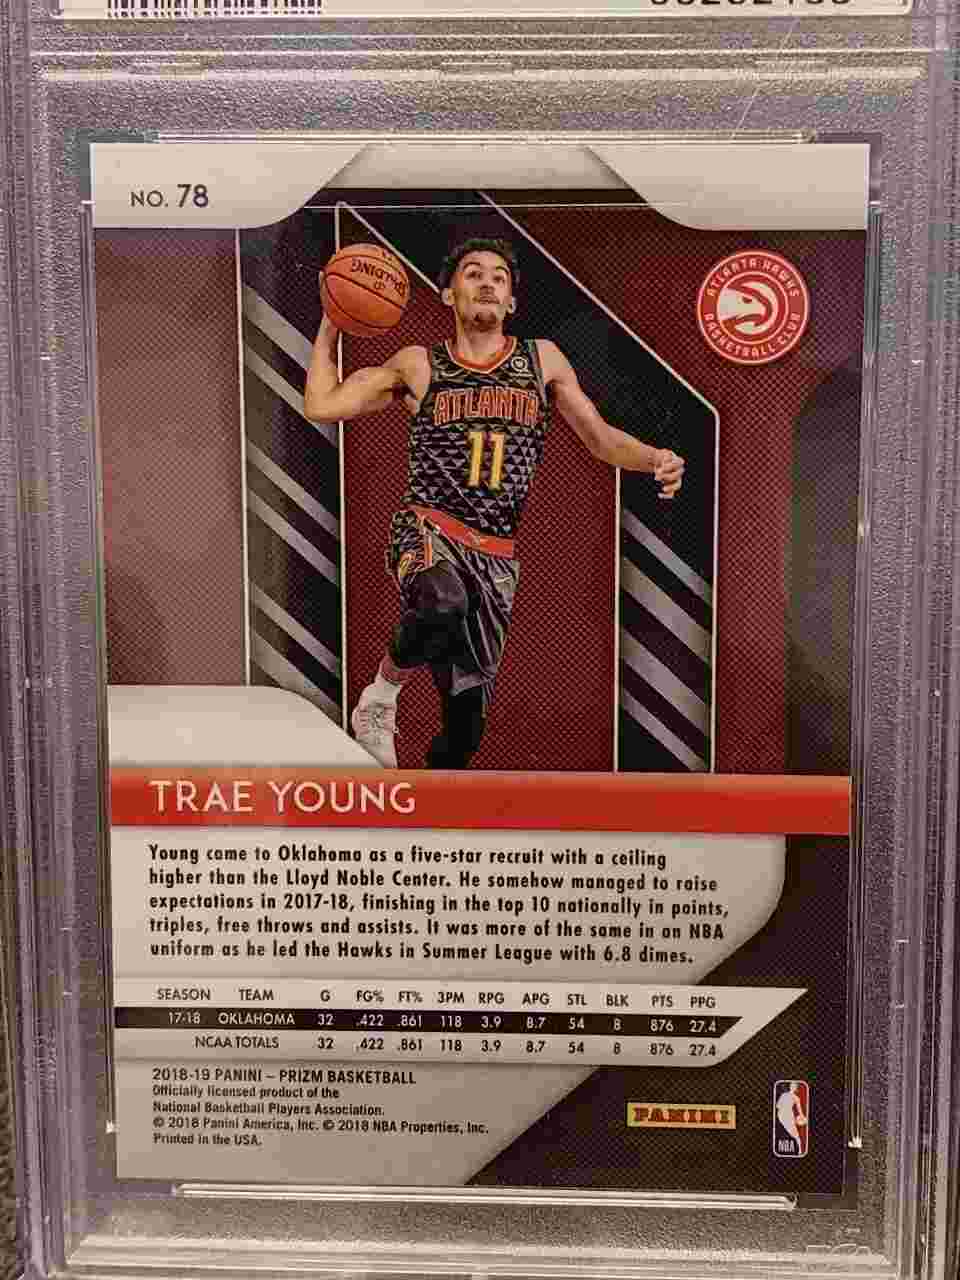 NO. 78
SPALDING
ATLANTA HAWKS
BASKETBALL CLUB
ATLANTA
11
TRAE YOUNG
Young came to Oklahoma as a five-star recruit with a ceiling
higher than the Lloyd Noble Center. He somehow managed to raise
expectations in 2017-18, finishing in the top 10 nationally in points,
triples, free throws and assists. It was more of the same in an NBA
uniform as he led the Hawks in Summer League with 6.8 dimes.
SEASON TEAM G FG% FT% 3PM RPG APG STL BLK PTS PPG
17-18 OKLAHOMA 32 .422 .861 118 3.9 8.7 54 8 876 27.4
NCAA TOTALS 32 .422 .861 118 3.9 8.7 54 8 876 27.4
2018-19 PANINI – PRIZM BASKETBALL
Officially licensed product of the
National Basketball Players Association.
© 2018 Panini America, Inc. © 2018 NBA Properties, Inc.
Printed in the USA.
PANINI
NBA